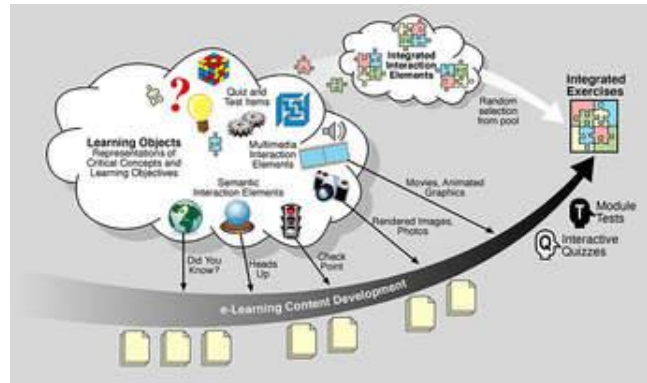 Integrated
Interaction
Elements
Integrated
Exercises
Random
selection
from pool
Quiz and
Test Items
Learning Objects
Representations of
Critical Concepts and
Learning Objectives
Multimedia
Interaction
Elements
Semantic
Interaction Elements
Movies, Animated
Graphics
Rendered Images,
Photos
T
Module
Tests
Q
Interactive
Quizzes
Did You
Know?
Heads
Up
Check
Point
e-Learning Content Development